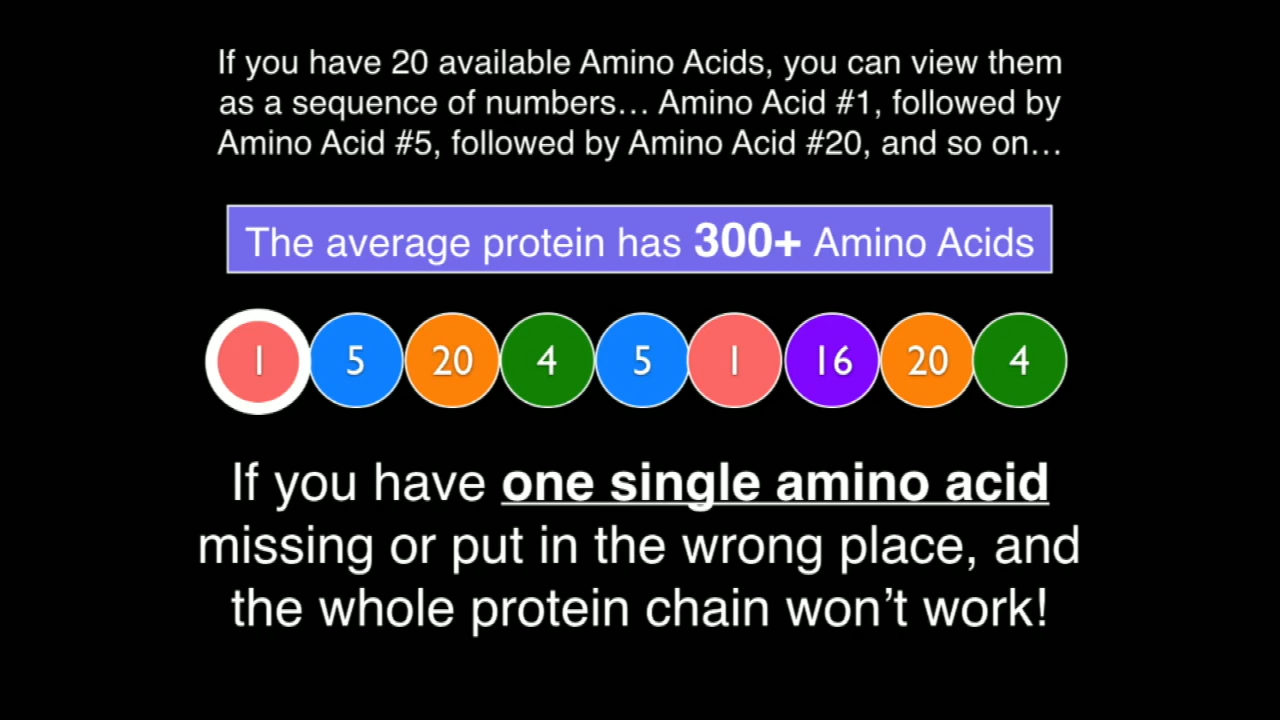 If you have 20 available Amino Acids, you can view them
as a sequence of numbers… Amino Acid #1, followed by
Amino Acid #5, followed by Amino Acid #20, and so on…
The average protein has 300+ Amino Acids
1 5 20 4 5 1 16 20 4
If you have one single amino acid
missing or put in the wrong place, and
the whole protein chain won’t work!